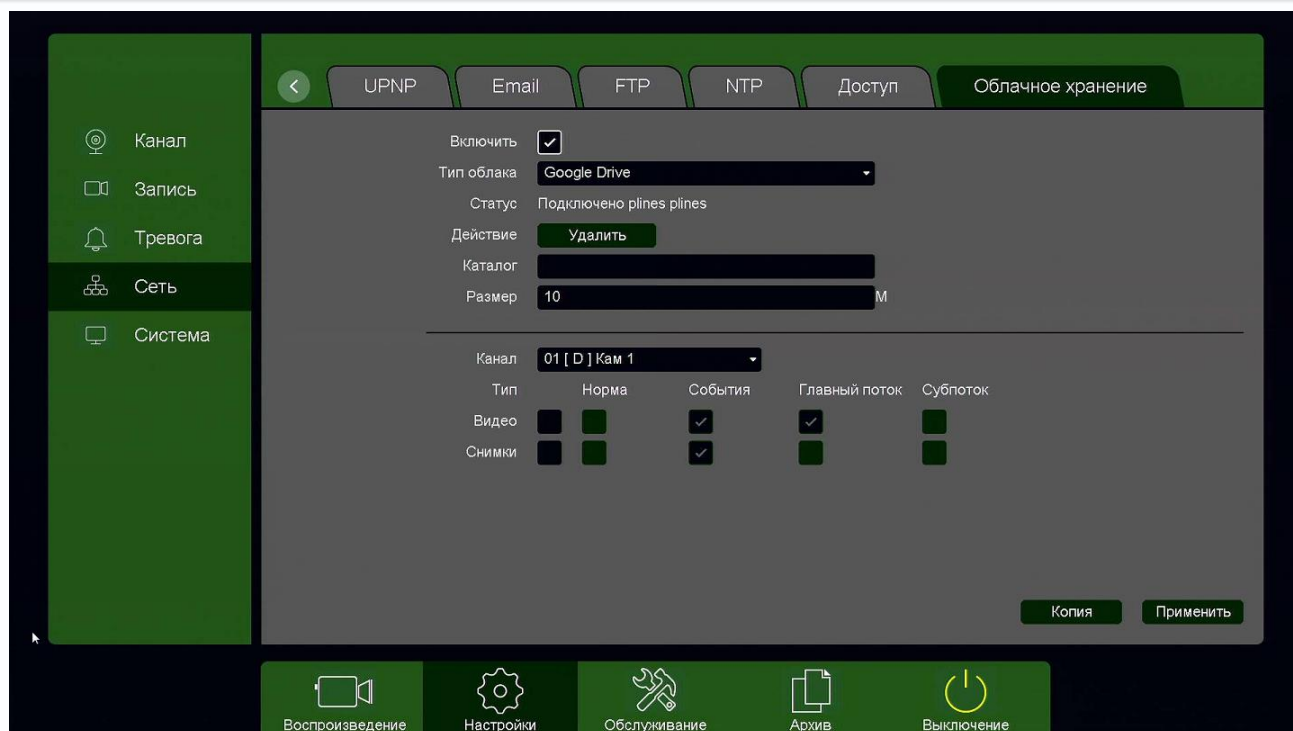 UPNP Email FTP NTP Доступ Облачное хранение
Канал
Запись
Тревога
Сеть
Система
Включить
Тип облака Google Drive
Статус Подключено plines plines
Действие Удалить
Каталог
Размер 10 M
Канал 01 [ D ] Кам 1
Тип Норма События Главный поток Субпоток
Видео
Снимки
Копия Применить
Воспроизведение Настройки Обслуживание Архив Выключение